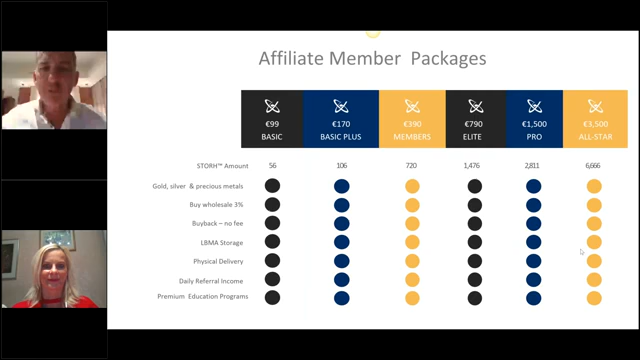 Affiliate Member Packages
€99 €170 €390 €790 €1,500 €3,500
BASIC BASIC PLUS MEMBERS ELITE PRO ALL-STAR
STORH™ Amount 56 106 720 1,476 2,811 6,666
Gold, silver & precious metals
Buy wholesale 3%
Buyback – no fee
LBMA Storage
Physical Delivery
Daily Referral Income
Premium Education Programs